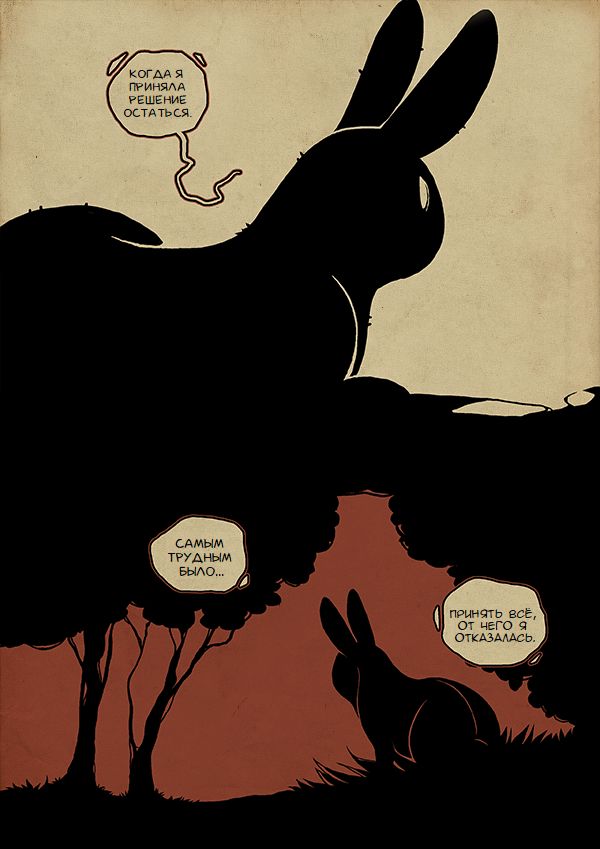 КОГДА Я
ПРИНЯЛА
РЕШЕНИЕ
ОСТАТЬСЯ.
САМЫМ
ТРУДНЫМ
БЫЛО...
ПРИНЯТЬ ВСЁ,
ОТ ЧЕГО Я
ОТКАЗАЛАСЬ.